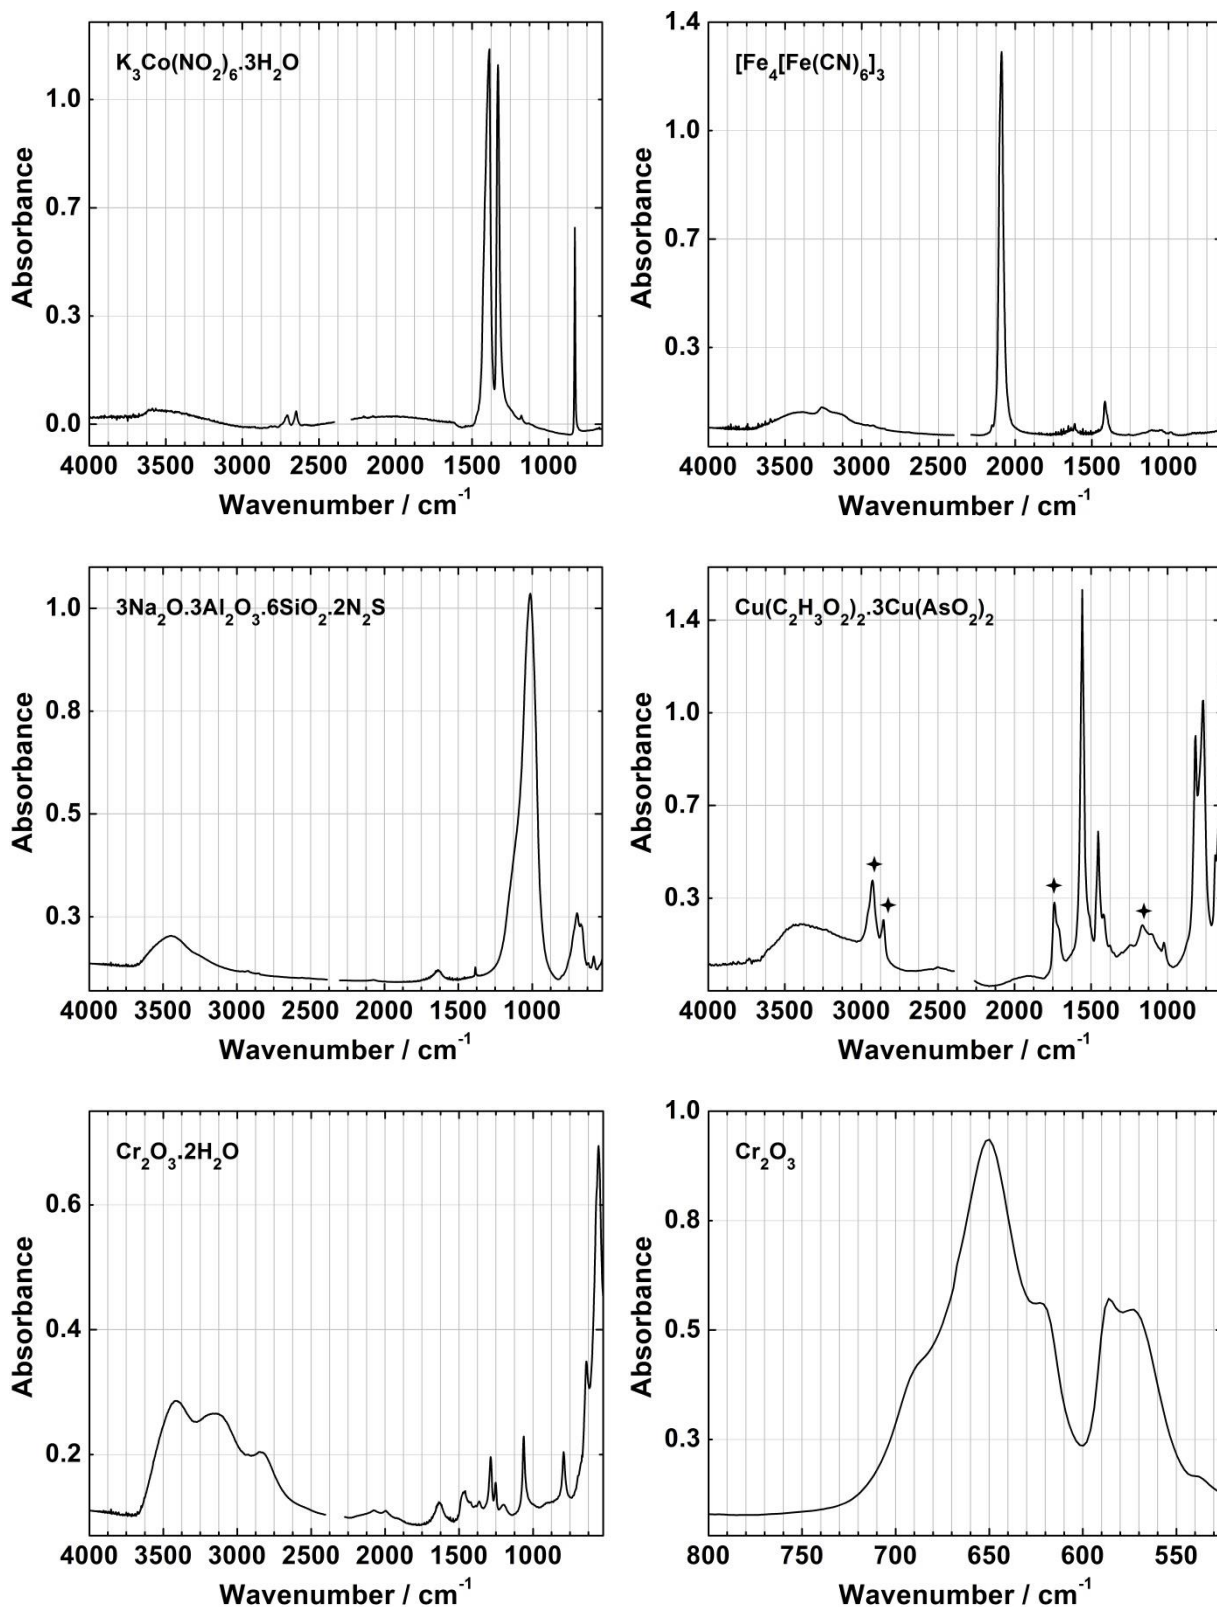 K₃Co(NO₂)₆.3H₂O
Absorbance
1.0
0.7
0.3
0.0
4000 3500 3000 2500 2000 1500 1000
Wavenumber / cm⁻¹
[Fe₄[Fe(CN)₆]₃
Absorbance
1.4
1.0
0.7
0.3
4000 3500 3000 2500 2000 1500 1000
Wavenumber / cm⁻¹
3Na₂O.3Al₂O₃.6SiO₂.2N₂S
Absorbance
1.0
0.8
0.5
0.3
4000 3500 3000 2500 2000 1500 1000
Wavenumber / cm⁻¹
Cu(C₂H₃O₂)₂.3Cu(AsO₂)₂
Absorbance
1.4
1.0
0.7
0.3
4000 3500 3000 2500 2000 1500 1000
Wavenumber / cm⁻¹
Cr₂O₃.2H₂O
Absorbance
0.6
0.4
0.2
4000 3500 3000 2500 2000 1500 1000
Wavenumber / cm⁻¹
Cr₂O₃
Absorbance
1.0
0.8
0.5
0.3
800 750 700 650 600 550
Wavenumber / cm⁻¹